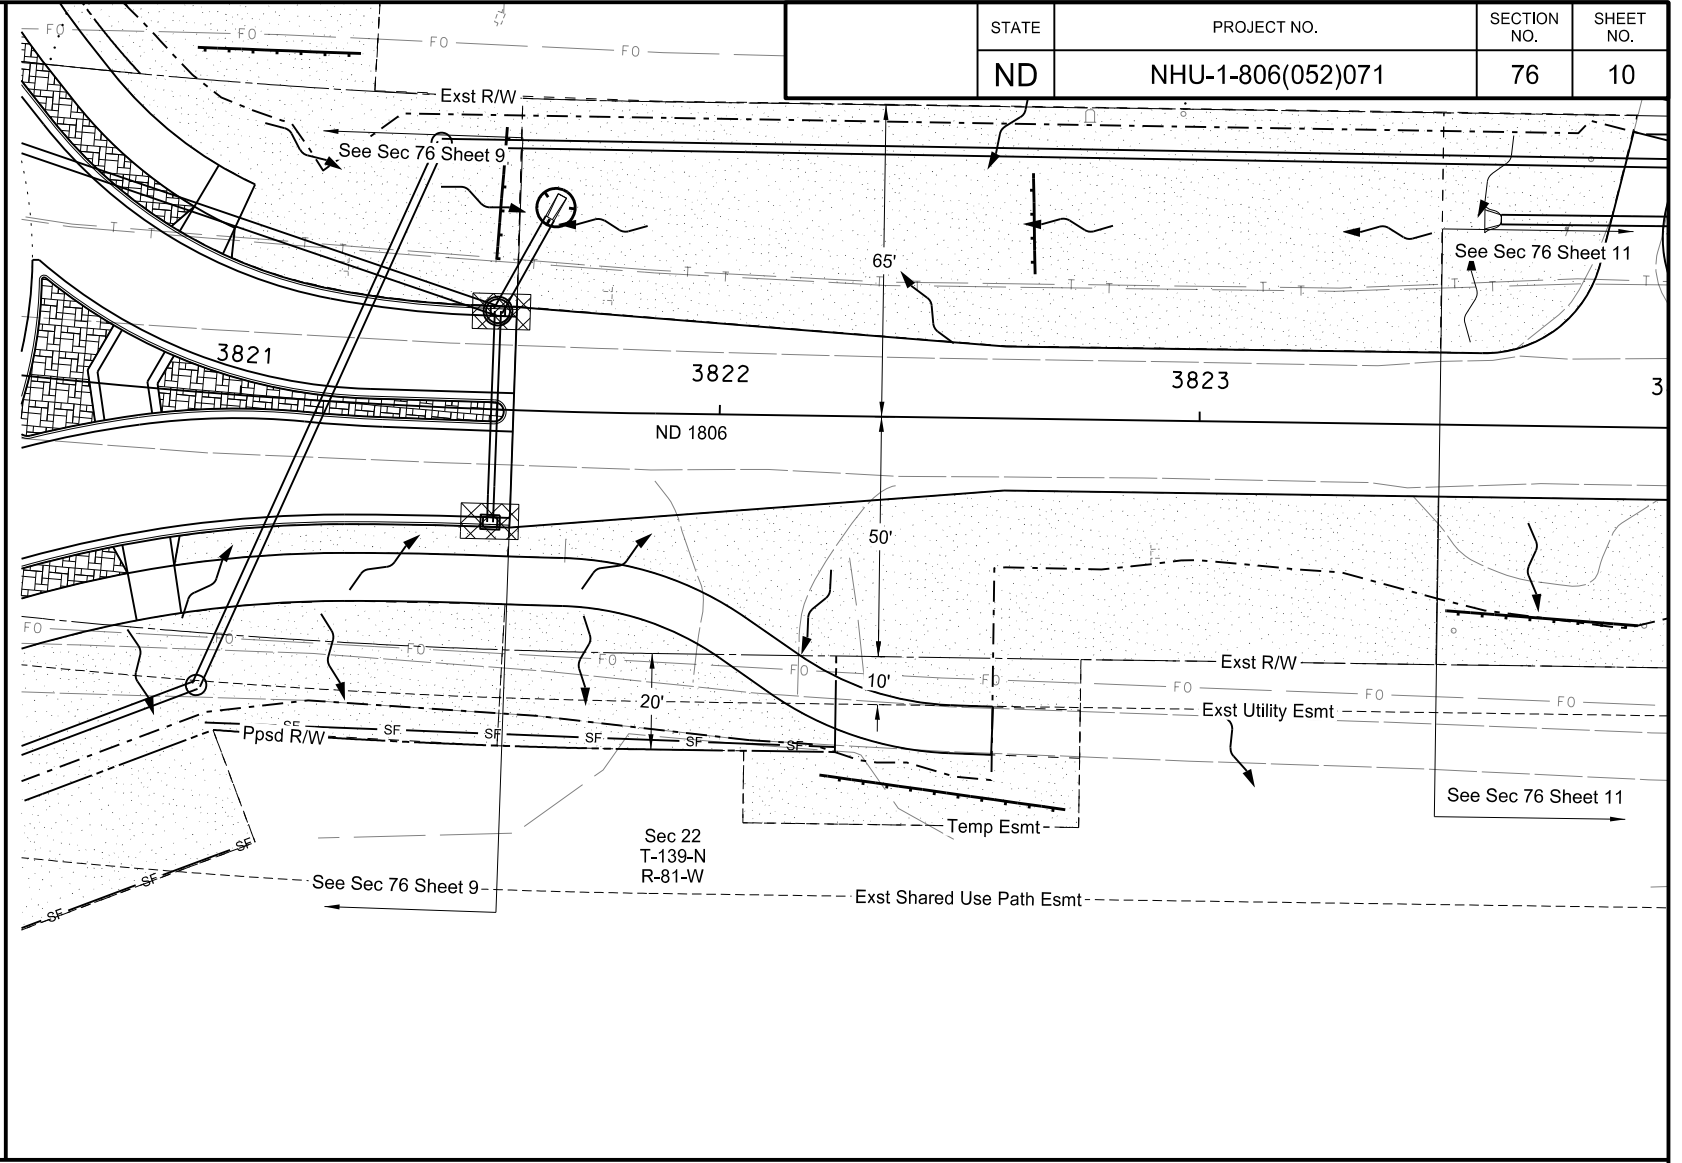 STATE
PROJECT NO.
SECTION NO.
SHEET NO.
ND
NHU-1-806(052)071
76
10
FO
FO
FO
FO
Exst R/W
See Sec 76 Sheet 9
T
T
T
T
T
T
T
T
T
T
T
T
T
T
65'
See Sec 76 Sheet 11
3821
3822
3823
3
ND 1806
50'
FO
FO
FO
FO
FO
FO
FO
FO
FO
Exst R/W
10'
20'
Exst Utility Esmt
Ppsd R/W
SF
SF
SF
SF
SF
SF
See Sec 76 Sheet 11
Temp Esmt
Sec 22
T-139-N
R-81-W
SF
SF
SF
See Sec 76 Sheet 9
Exst Shared Use Path Esmt